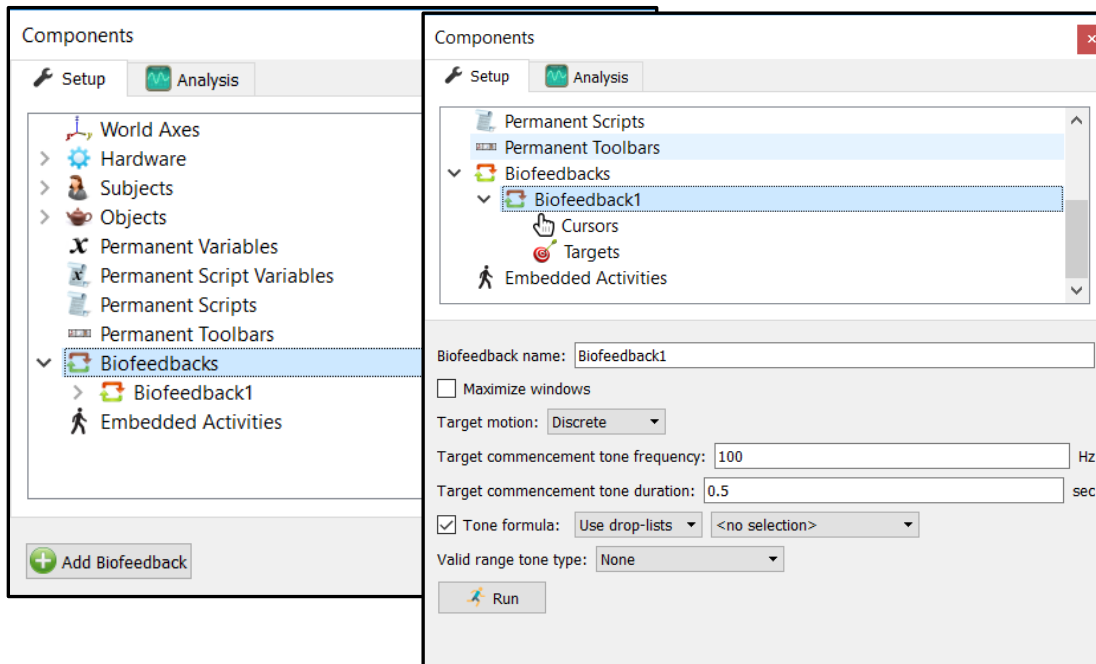 Components
Setup
Analysis
World Axes
Hardware
Subjects
Objects
Permanent Variables
Permanent Script Variables
Permanent Scripts
Permanent Toolbars
Biofeedbacks
Biofeedback1
Embedded Activities
Add Biofeedback
Components
Setup
Analysis
Permanent Scripts
Permanent Toolbars
Biofeedbacks
Biofeedback1
Cursors
Targets
Embedded Activities
Biofeedback name: Biofeedback1
Maximize windows
Target motion: Discrete
Target commencement tone frequency: 100 Hz
Target commencement tone duration: 0.5 sec
Tone formula: Use drop-lists <no selection>
Valid range tone type: None
Run